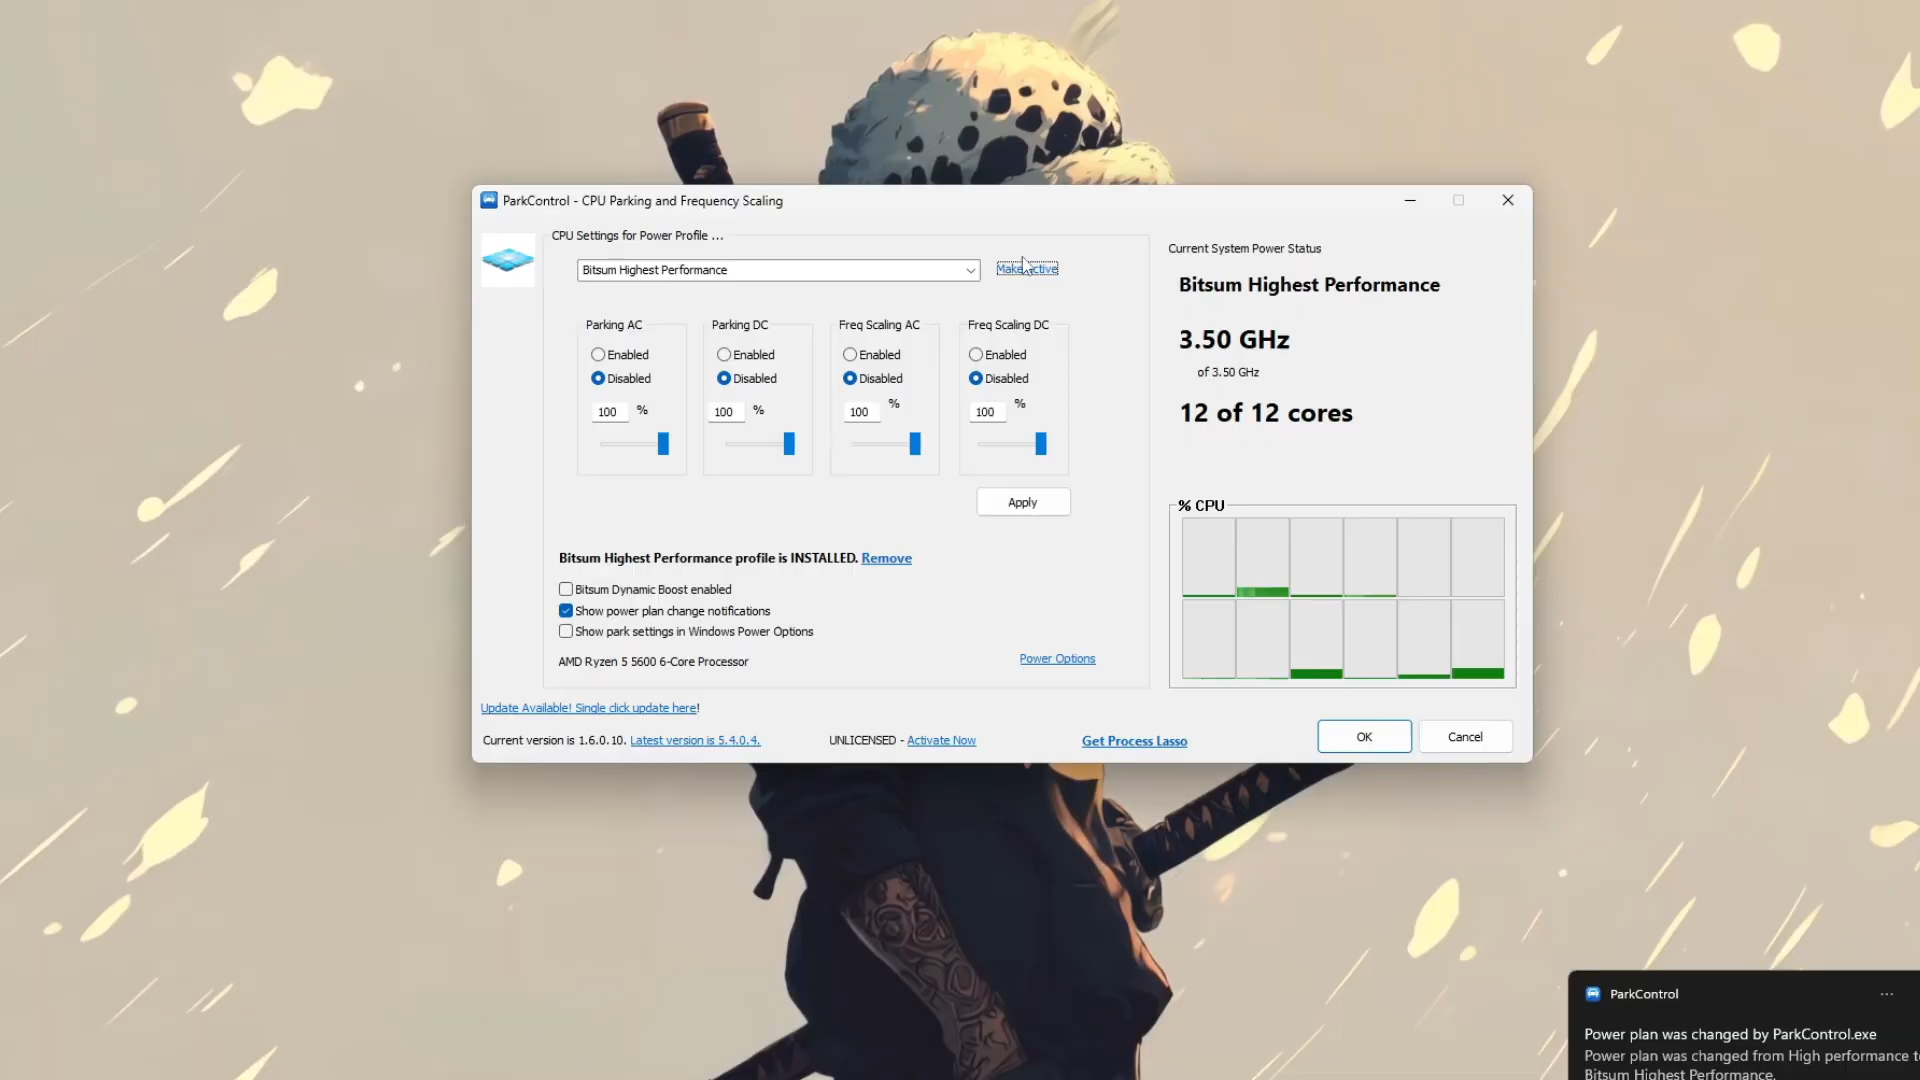 ParkControl - CPU Parking and Frequency Scaling
CPU Settings for Power Profile ...
Bitsum Highest Performance
Make
ctive
Parking AC
Enabled
Disabled
100 %
Parking DC
Enabled
Disabled
100 %
Freq Scaling AC
Enabled
Disabled
100 %
Freq Scaling DC
Enabled
Disabled
100 %
Apply
Bitsum Highest Performance profile is INSTALLED. Remove
Bitsum Dynamic Boost enabled
Show power plan change notifications
Show park settings in Windows Power Options
AMD Ryzen 5 5600 6-Core Processor
Power Options
Current System Power Status
Bitsum Highest Performance
3.50 GHz
of 3.50 GHz
12 of 12 cores
% CPU
Update Available! Single click update here!
Current version is 1.6.0.10. Latest version is 5.4.0.4.
UNLICENSED - Activate Now
Get Process Lasso
OK
Cancel
ParkControl
Power plan was changed by ParkControl.exe
Power plan was changed from High performance to
Bitsum Highest Performance.